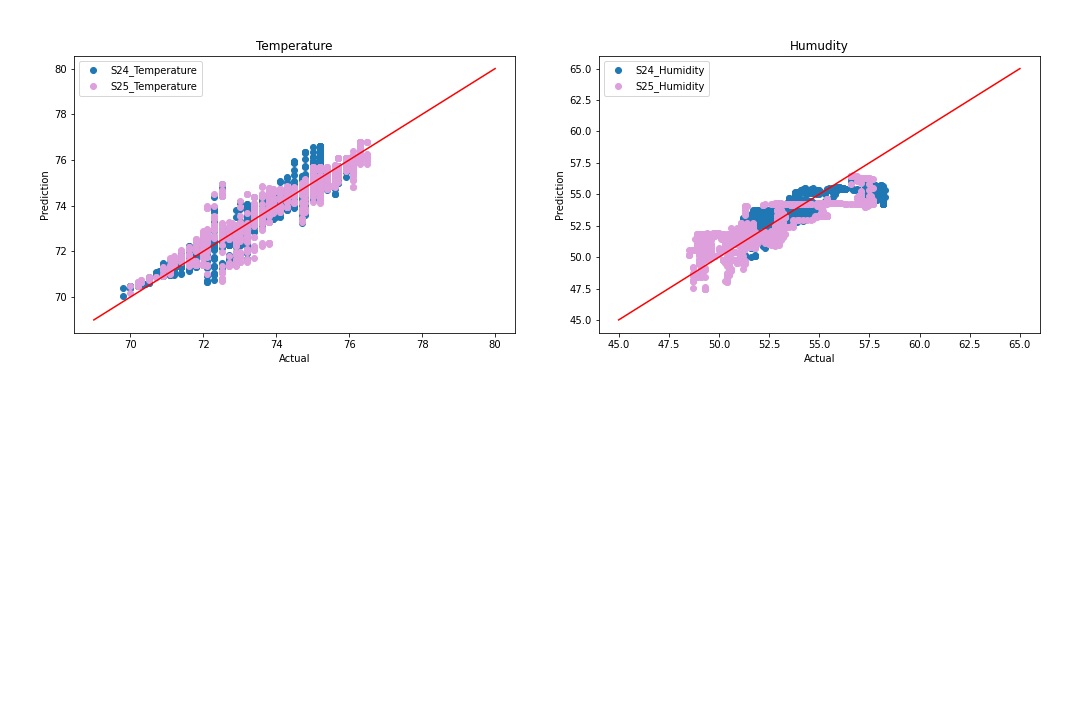 Temperature
S24_Temperature
S25_Temperature
80
78
76
74
72
70
Prediction
70 72 74 76 78 80
Actual
Humudity
S24_Humidity
S25_Humidity
65.0
62.5
60.0
57.5
55.0
52.5
50.0
47.5
45.0
Prediction
45.0 47.5 50.0 52.5 55.0 57.5 60.0 62.5 65.0
Actual